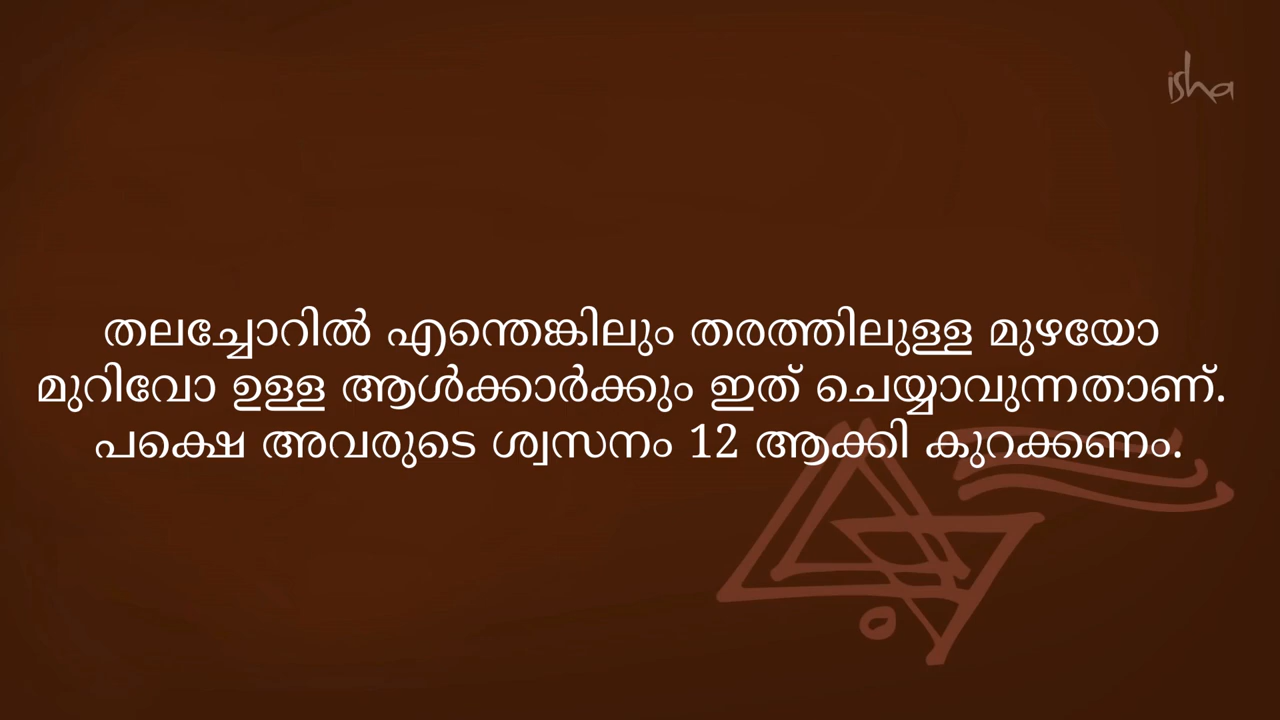 isha
തലച്ചോറിൽ എന്തെങ്കിലും തരത്തിലുള്ള മുഴയോ
മുറിവോ ഉള്ള ആൾക്കാർക്കും ഇത് ചെയ്യാവുന്നതാണ്.
പക്ഷെ അവരുടെ ശ്വസനം 12 ആക്കി കുറക്കണം.